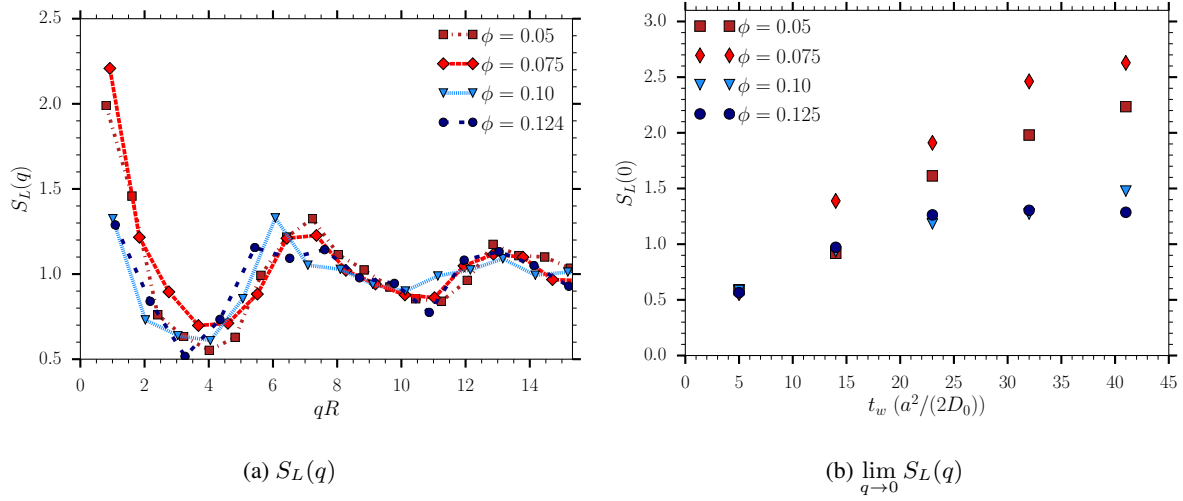 2.5
2.0
1.5
1.0
0.5
S_L(q)
0 2 4 6 8 10 12 14
qR
ϕ = 0.05
ϕ = 0.075
ϕ = 0.10
ϕ = 0.124
(a) S_L(q)
3.0
2.5
2.0
1.5
1.0
0.5
0.0
S_L(0)
0 5 10 15 20 25 30 35 40 45
t_w (a^2/(2D_0))
ϕ = 0.05
ϕ = 0.075
ϕ = 0.10
ϕ = 0.125
(b) lim_{q→0} S_L(q)